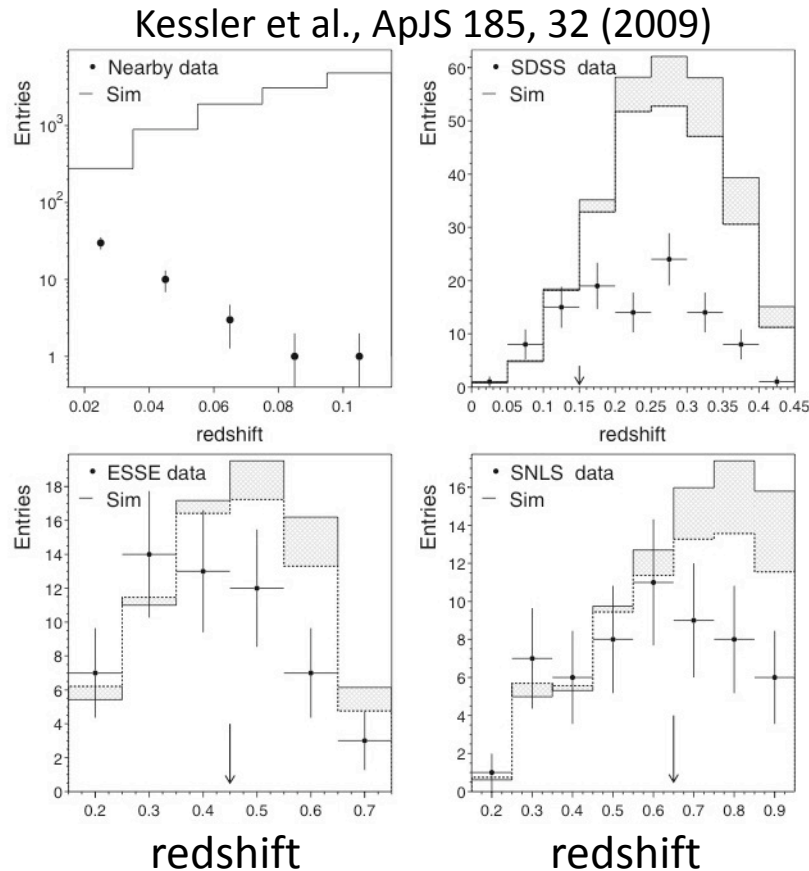 Kessler et al., ApJS 185, 32 (2009)
Entries
Nearby data
Sim
10³
10²
10
1
0.02 0.04 0.06 0.08 0.1
redshift
Entries
SDSS data
Sim
60
50
40
30
20
10
0
0 0.05 0.1 0.15 0.2 0.25 0.3 0.35 0.4 0.45
redshift
Entries
ESSE data
Sim
18
16
14
12
10
8
6
4
2
0
0.2 0.3 0.4 0.5 0.6 0.7
redshift
Entries
SNLS data
Sim
16
14
12
10
8
6
4
2
0
0.2 0.3 0.4 0.5 0.6 0.7 0.8 0.9
redshift